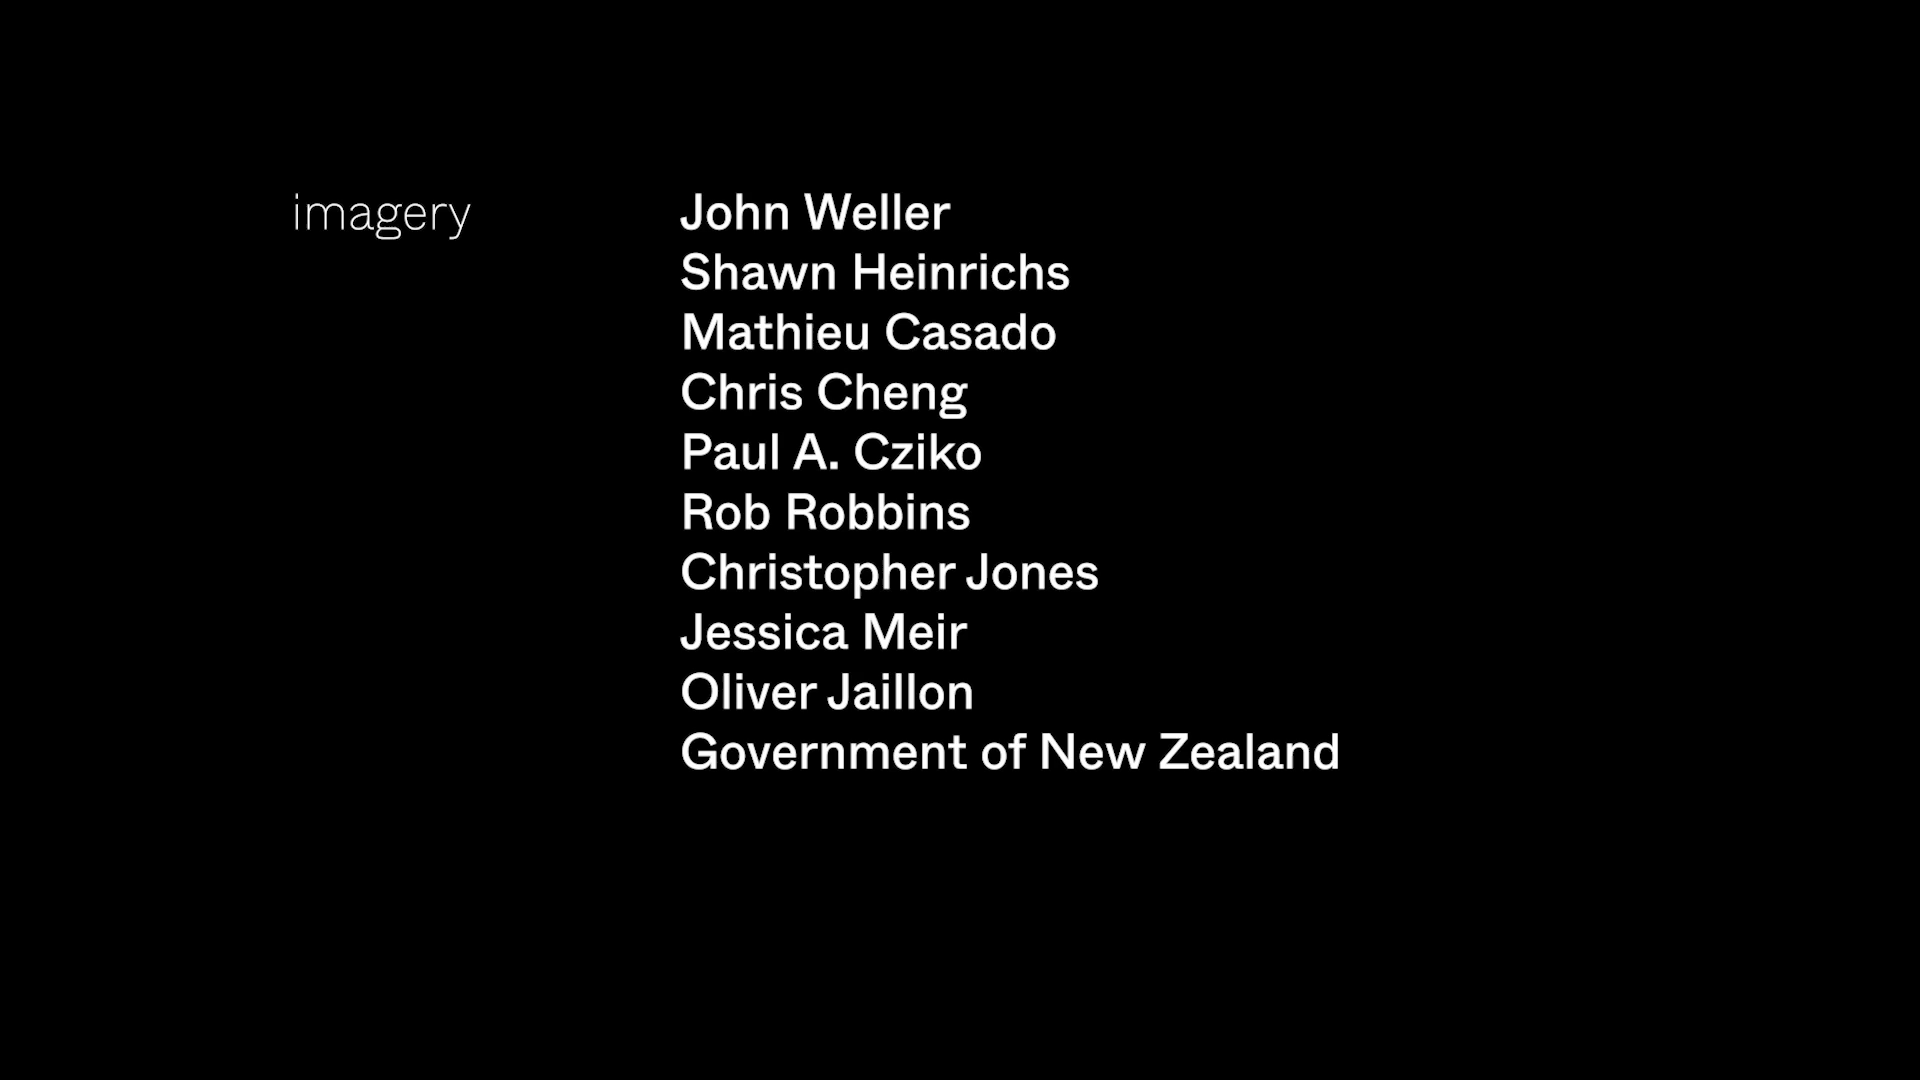 imagery
John Weller
Shawn Heinrichs
Mathieu Casado
Chris Cheng
Paul A. Cziko
Rob Robbins
Christopher Jones
Jessica Meir
Oliver Jaillon
Government of New Zealand